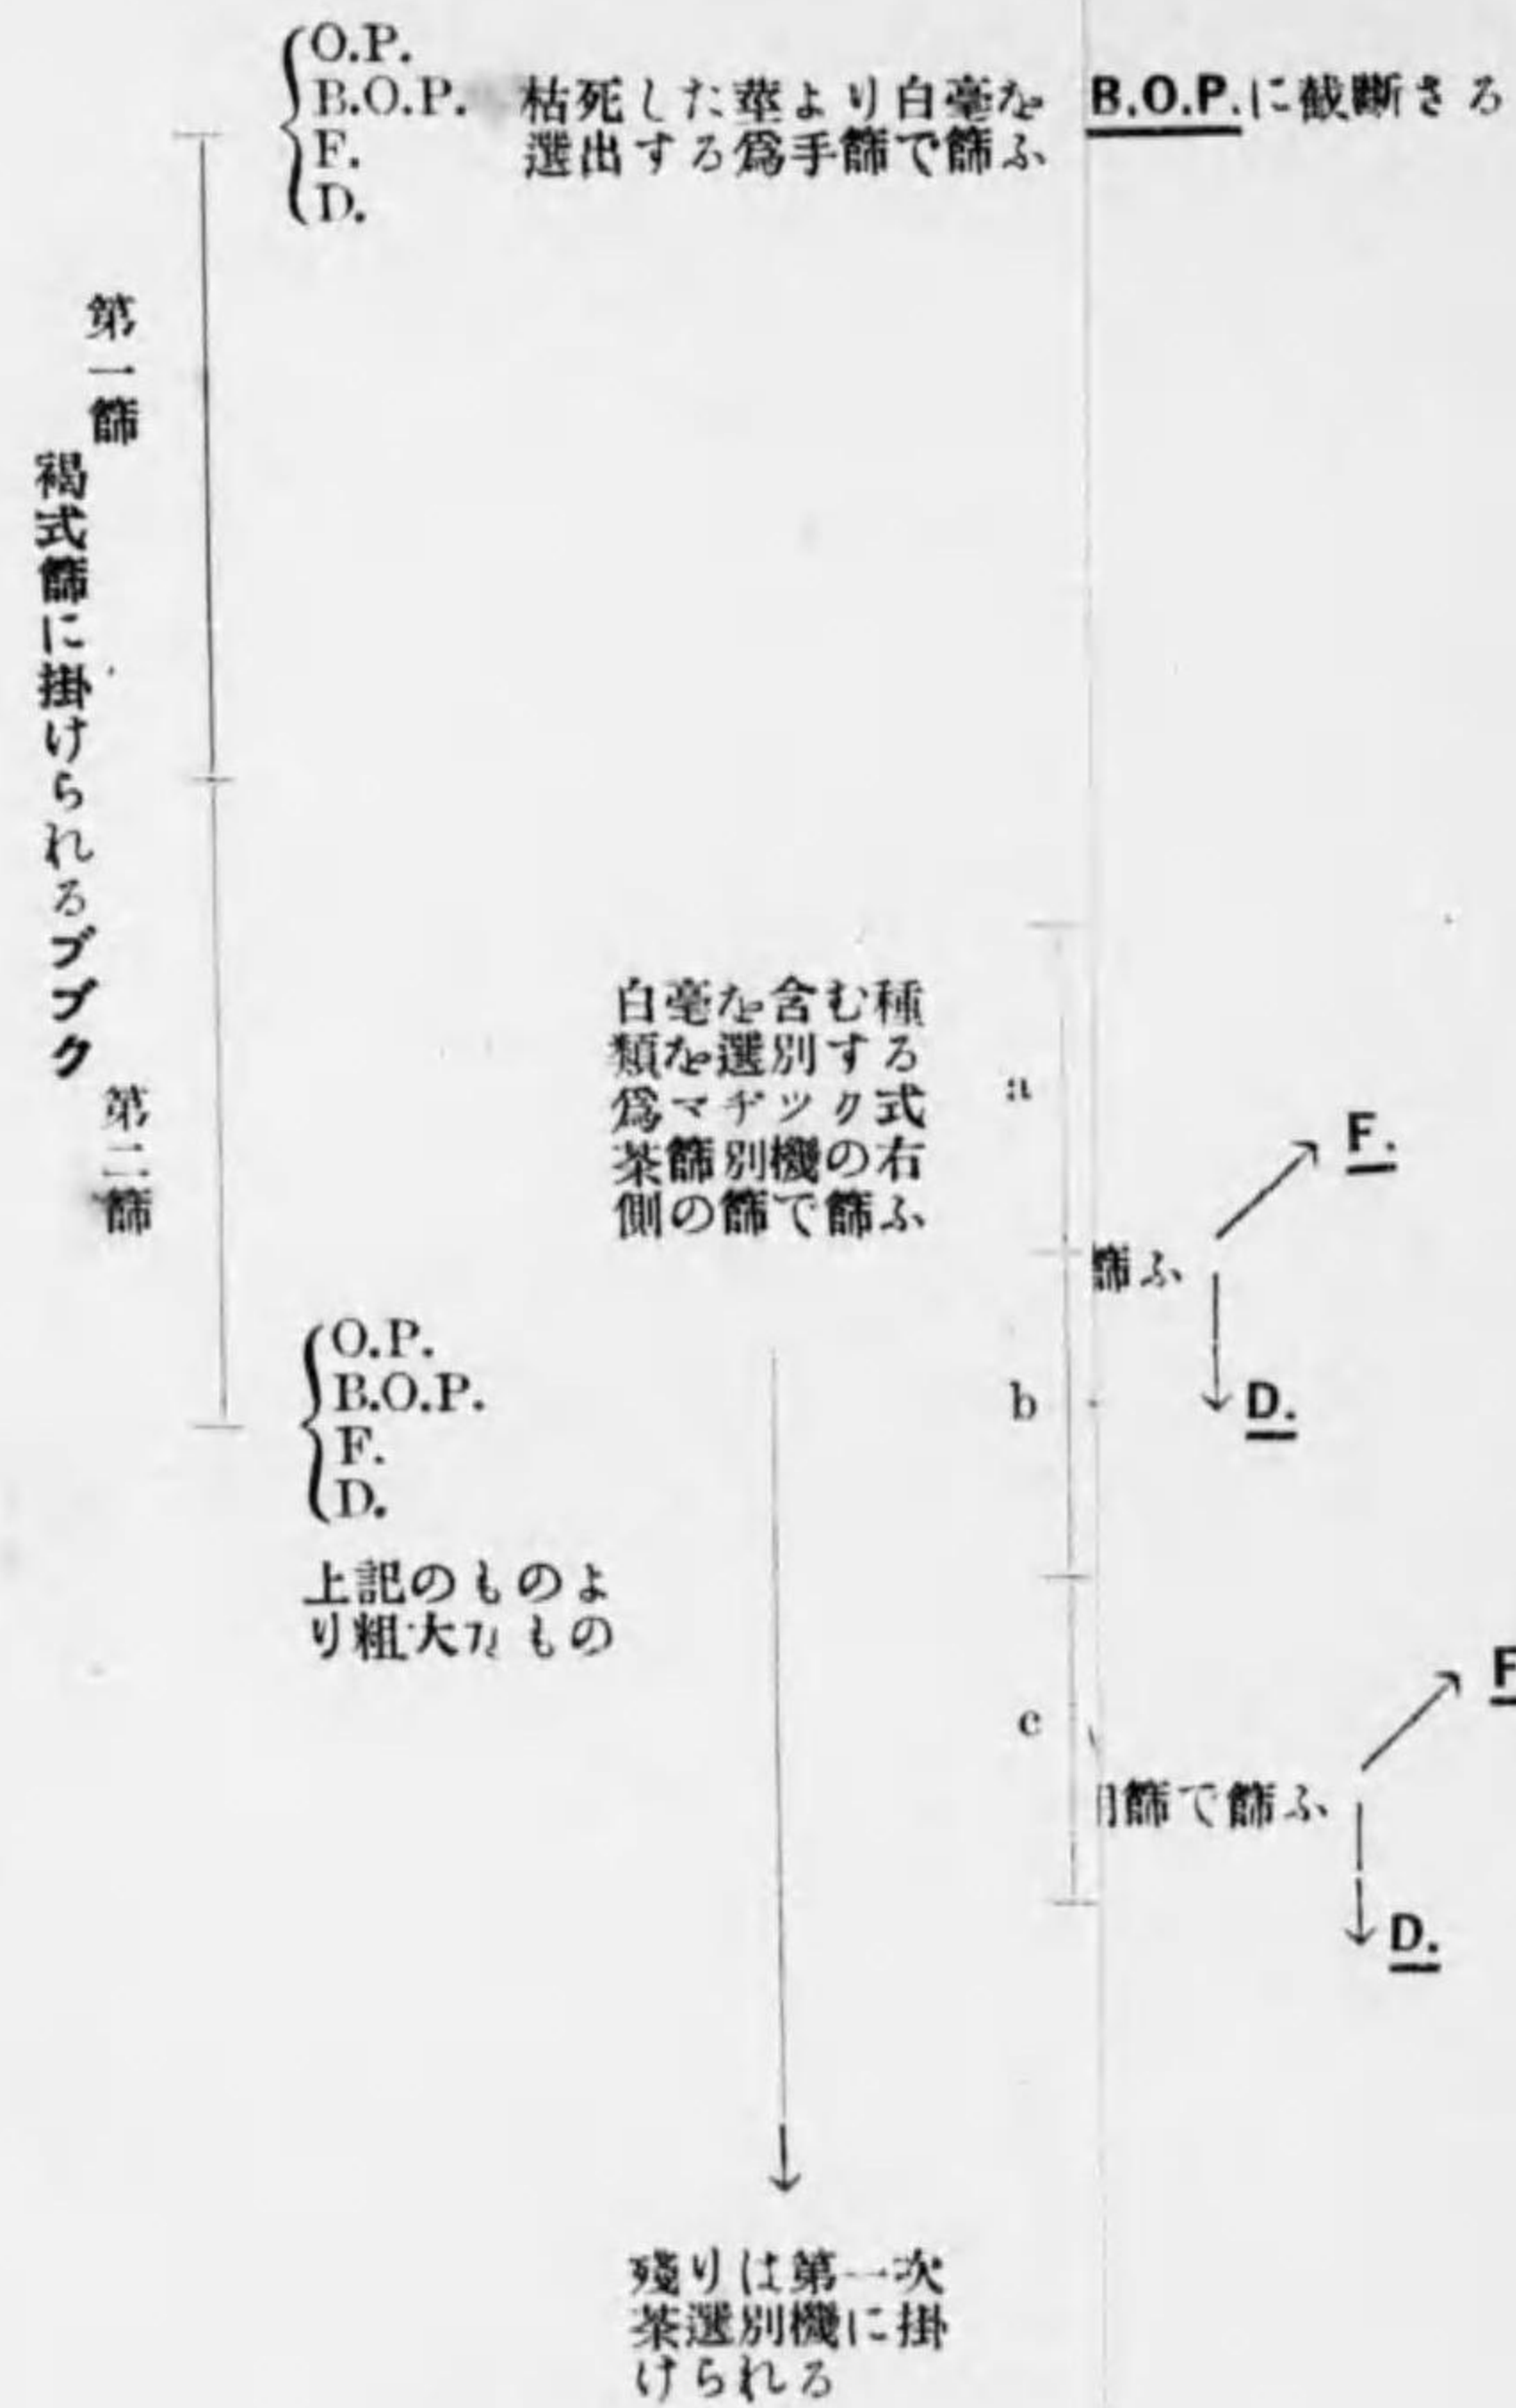 O.P.
B.O.P.
F.
D.
枯死した莖より白毫を
選出する爲手篩で篩ふ
B.O.P.に截斷さる
第一篩
褐式篩に掛けられるブブク
第二篩
白毫を含む種
類を選別する
爲マヂック式
茶篩別機の右
側の篩で篩ふ
a
b
c
F.
篩ふ
D.
O.P.
B.O.P.
F.
D.
上記のものよ
り粗大なもの
F
篩で篩ふ
D.
殘りは第一次
茶選別機に掛
けられる